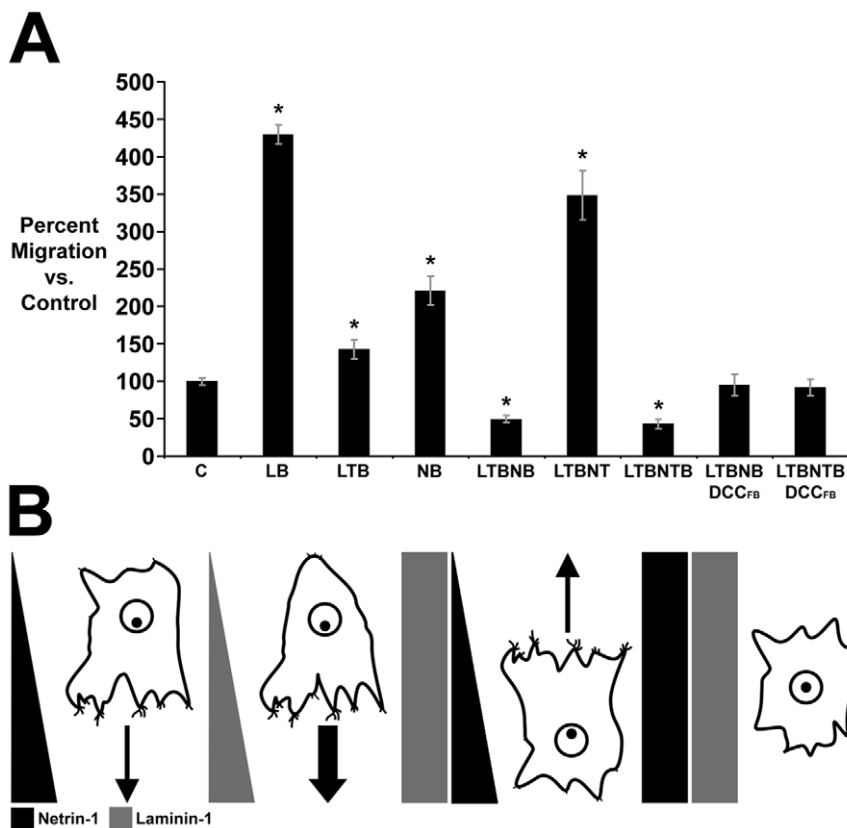 A
500
450
400
350
300
250
200
150
100
50
0
Percent
Migration
vs.
Control
*
*
*
*
*
*
C LB LTB NB LTBNB LTBNT LTBNTB LTBNB LTBNTB
DCCFB DCCFB
B
Netrin-1 Laminin-1